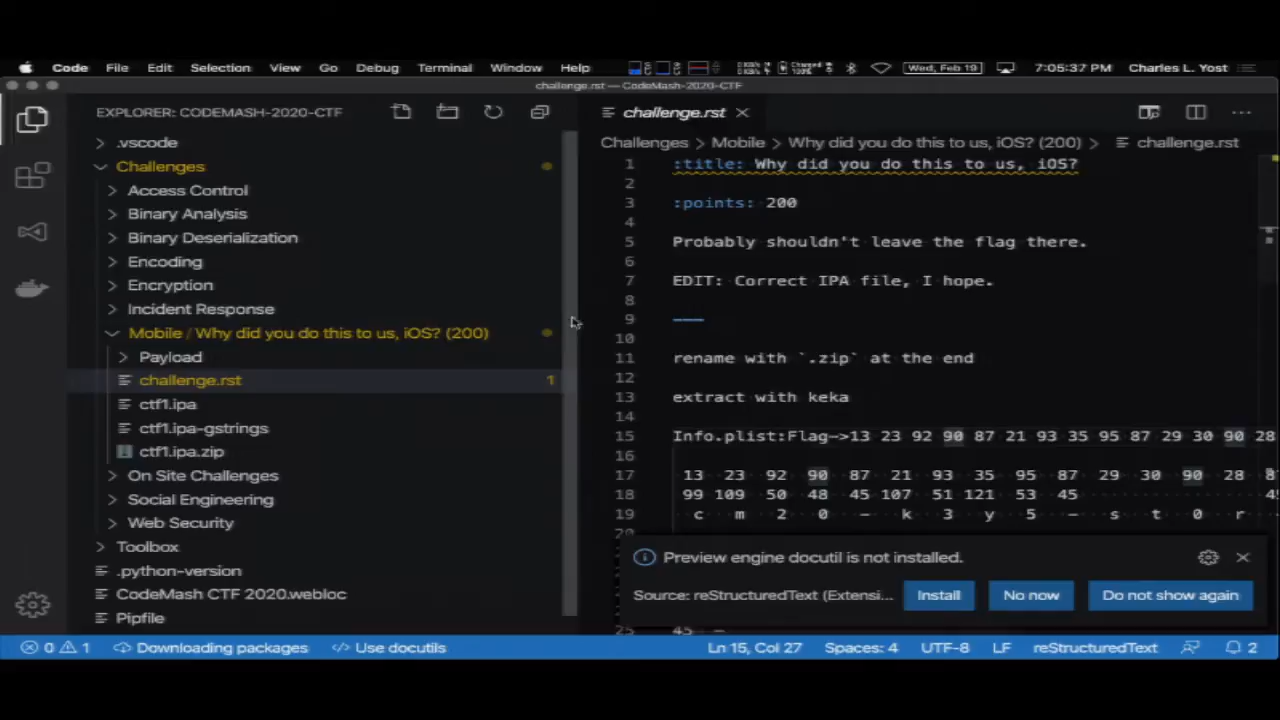 Code File Edit Selection View Go Debug Terminal Window Help Wed, Feb 19 7:05:37 PM Charles L. Yost
challenge.rst — CodeMash-2020-CTF
EXPLORER: CODEMASH-2020-CTF
.vscode
Challenges
Access Control
Binary Analysis
Binary Deserialization
Encoding
Encryption
Incident Response
Mobile / Why did you do this to us, iOS? (200)
Payload
challenge.rst 1
ctf1.ipa
ctf1.ipa-gstrings
ctf1.ipa.zip
On Site Challenges
Social Engineering
Web Security
Toolbox
.python-version
CodeMash CTF 2020.webloc
Pipfile
challenge.rst
Challenges > Mobile > Why did you do this to us, iOS? (200) > challenge.rst
1 :title: Why did you do this to us, iOS?
2
3 :points: 200
4
5 Probably shouldn't leave the flag there.
6
7 EDIT: Correct IPA file, I hope.
8
9 ———
10
11 rename with `.zip` at the end
12
13 extract with keka
14
15 Info.plist:Flag—>13 23 92 90 87 21 93 35 95 87 29 30 90 28
16
17 13 23 92 90 87 21 93 35 95 87 29 30 90 28
18 99 109 50 48 45 107 51 121 53 45
19 c m 2 0 – k 3 y 5 – s t 0 r
20
Preview engine docutil is not installed.
Source: reStructuredText (Extensi... Install No now Do not show again
25 45 –
0 1 Downloading packages Use docutils Ln 15, Col 27 Spaces: 4 UTF-8 LF reStructuredText 2